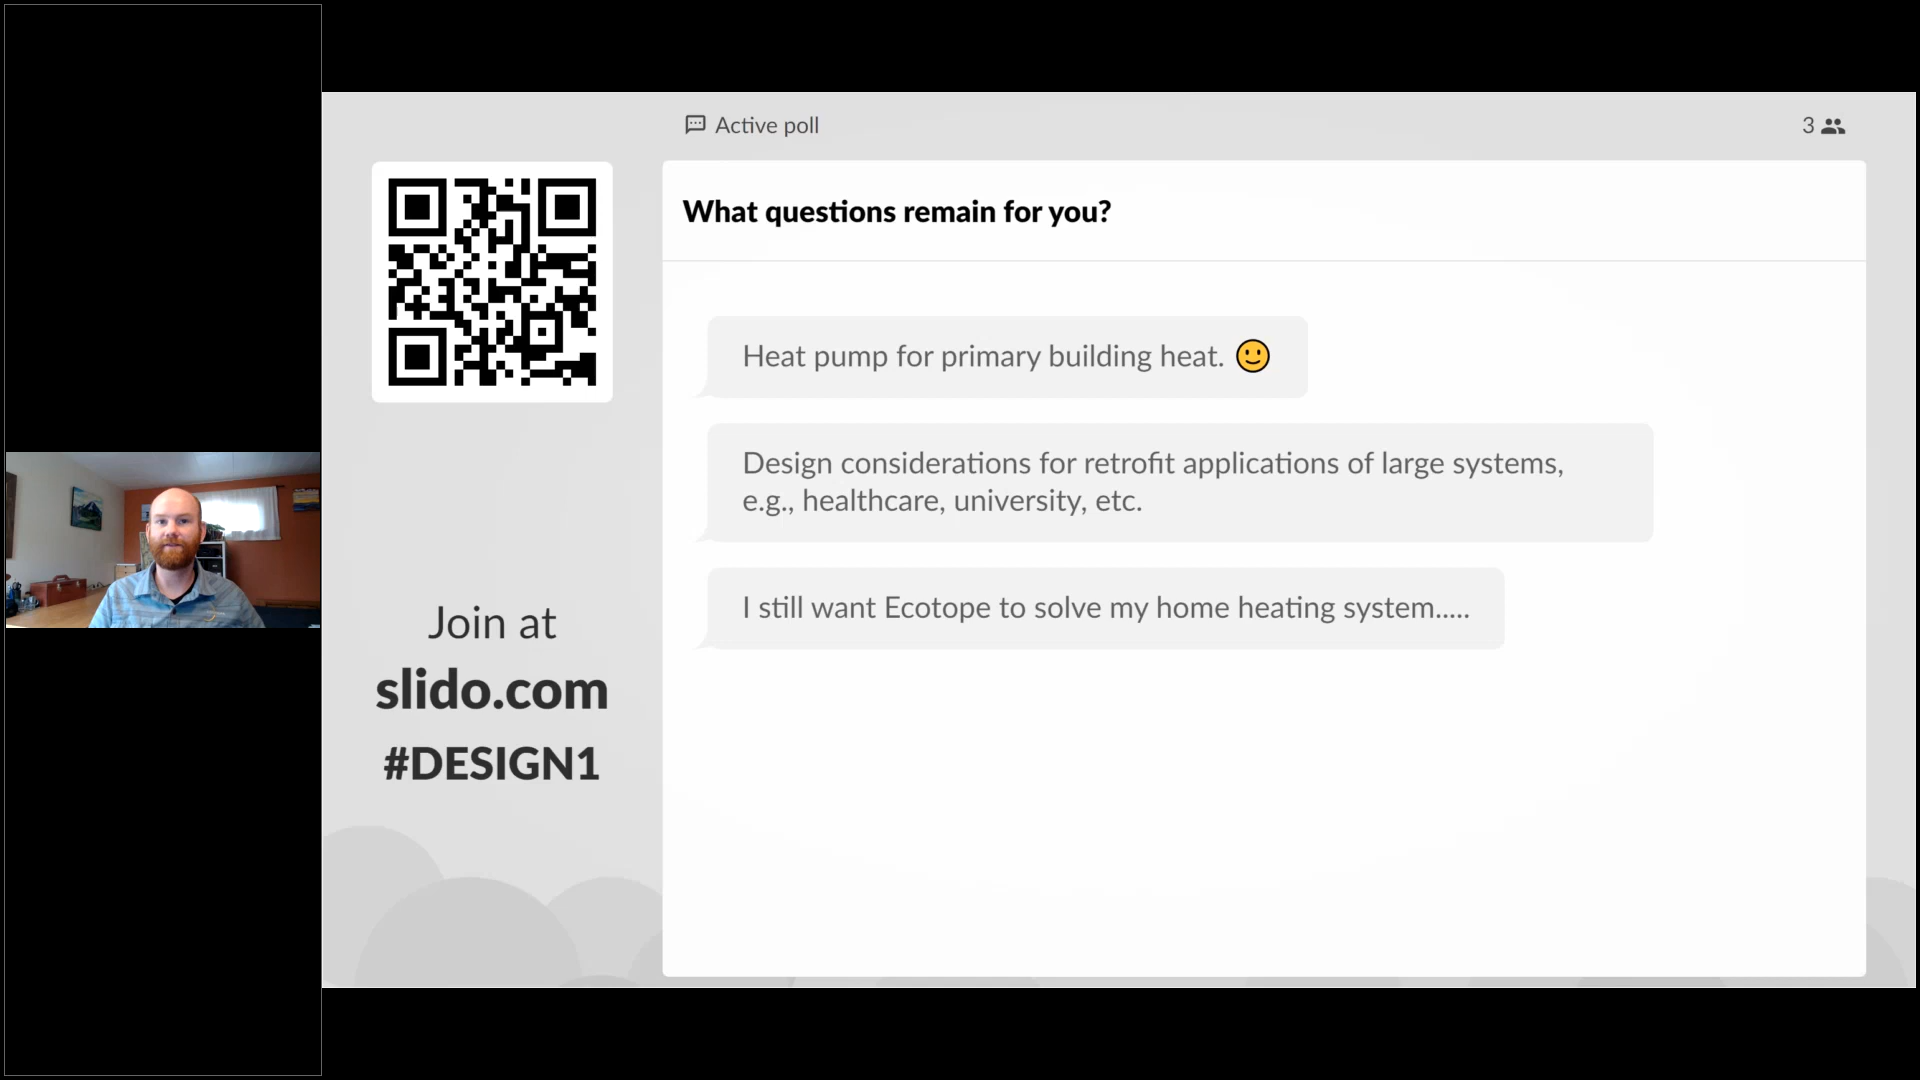 Active poll
3
What questions remain for you?
Heat pump for primary building heat. 🙂
Design considerations for retrofit applications of large systems,
e.g., healthcare, university, etc.
I still want Ecotope to solve my home heating system.....
Join at
slido.com
#DESIGN1